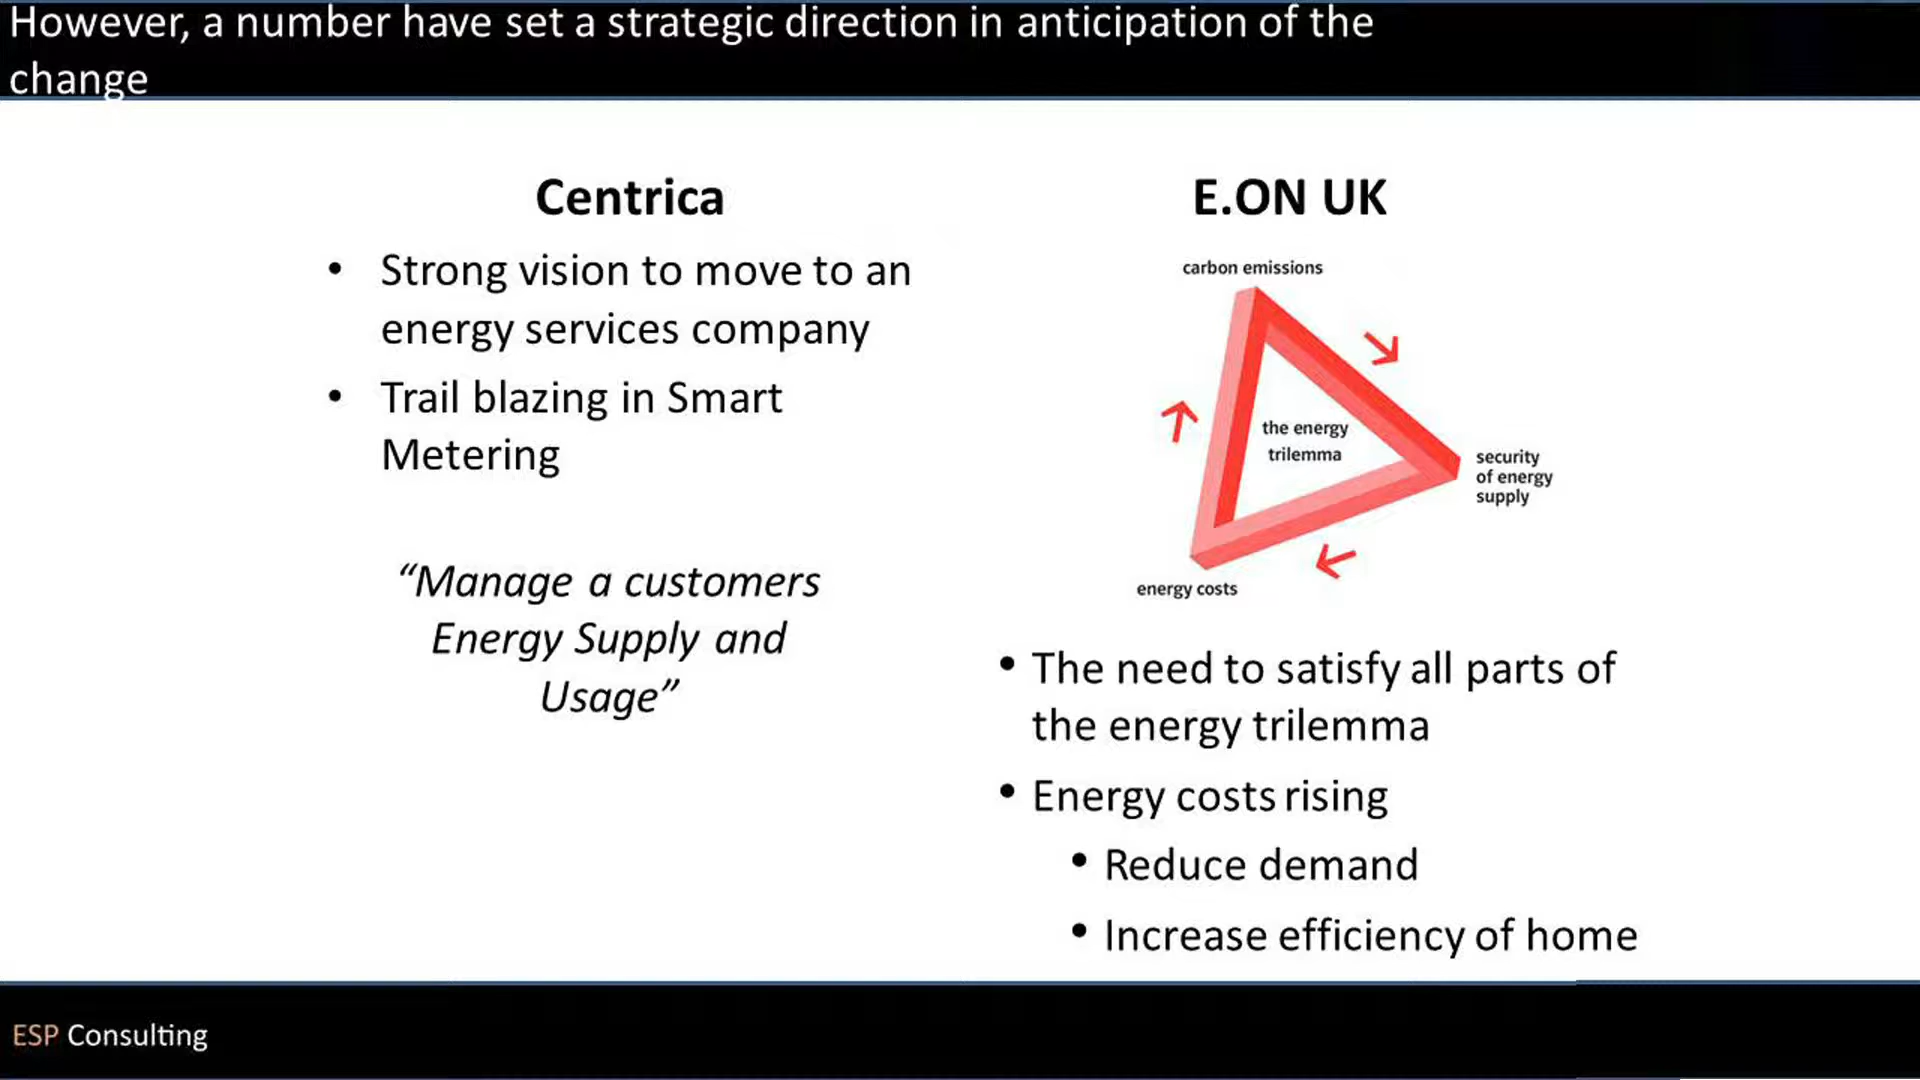 However, a number have set a strategic direction in anticipation of the
change
Centrica
• Strong vision to move to an
energy services company
• Trail blazing in Smart
Metering
“Manage a customers
Energy Supply and
Usage”
E.ON UK
carbon emissions
the energy
trilemma
security
of energy
supply
energy costs
• The need to satisfy all parts of
the energy trilemma
• Energy costs rising
• Reduce demand
• Increase efficiency of home
ESP Consulting